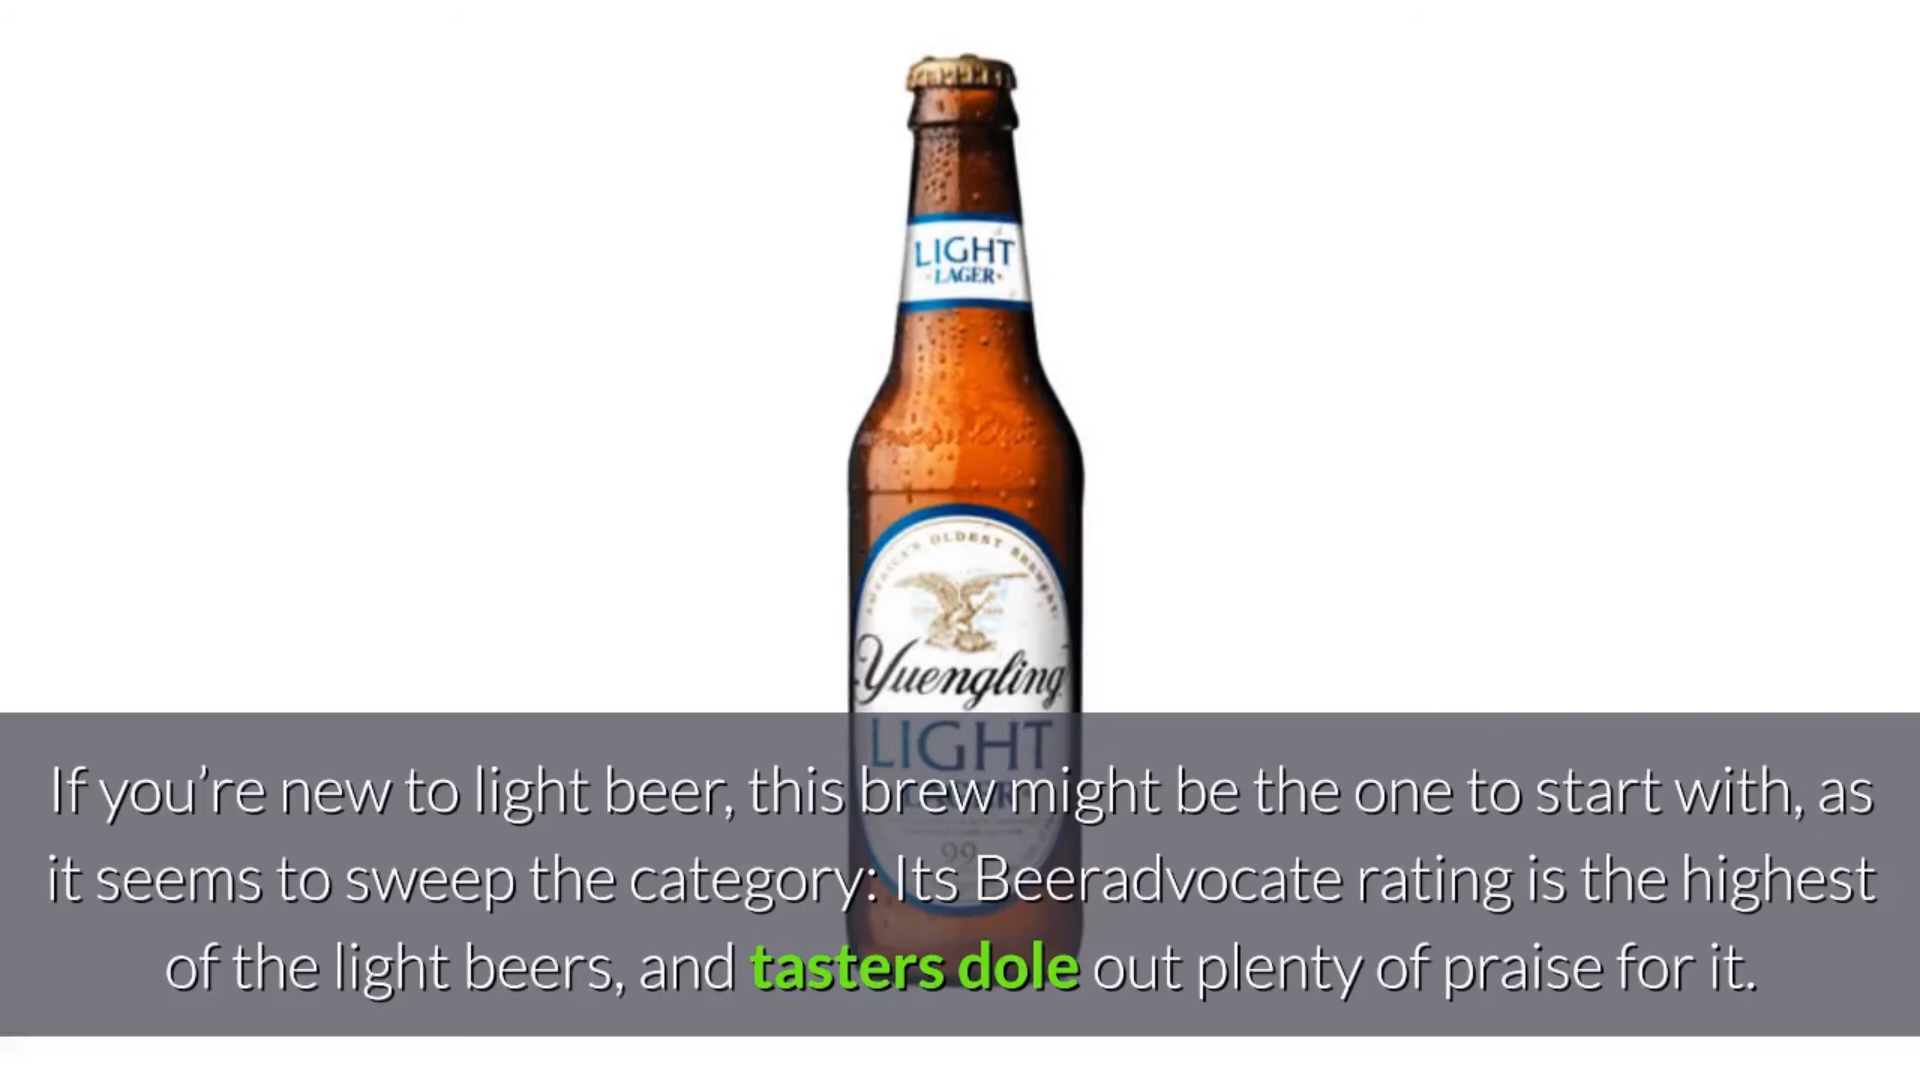 LIGHT
LAGER
AMERICA'S OLDEST BREWERY
Yuengling
LIGHT
99
If you’re new to light beer, this brew might be the one to start with, as
it seems to sweep the category: Its Beeradvocate rating is the highest
of the light beers, and tasters dole out plenty of praise for it.